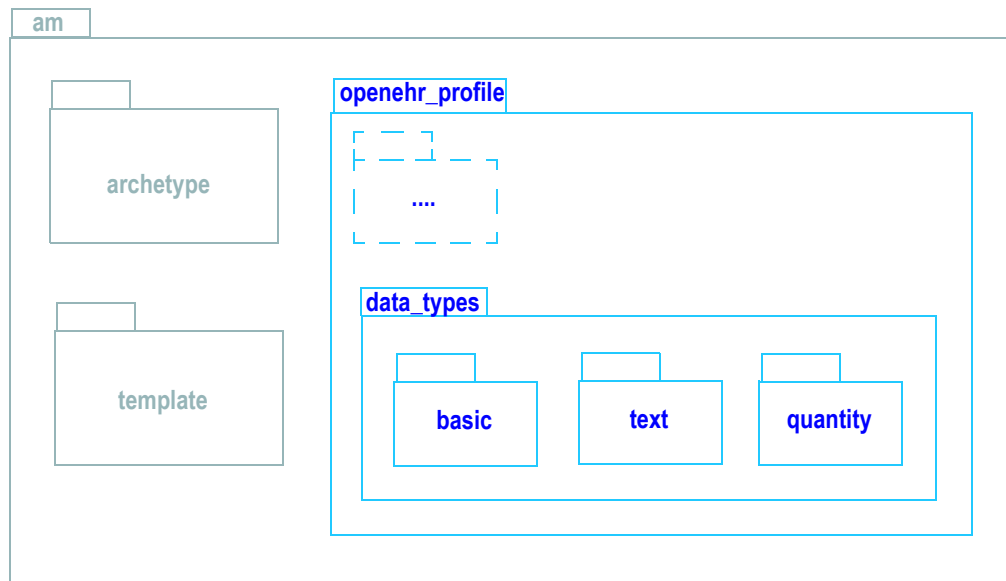 am
openehr_profile
archetype
....
data_types
template
basic
text
quantity